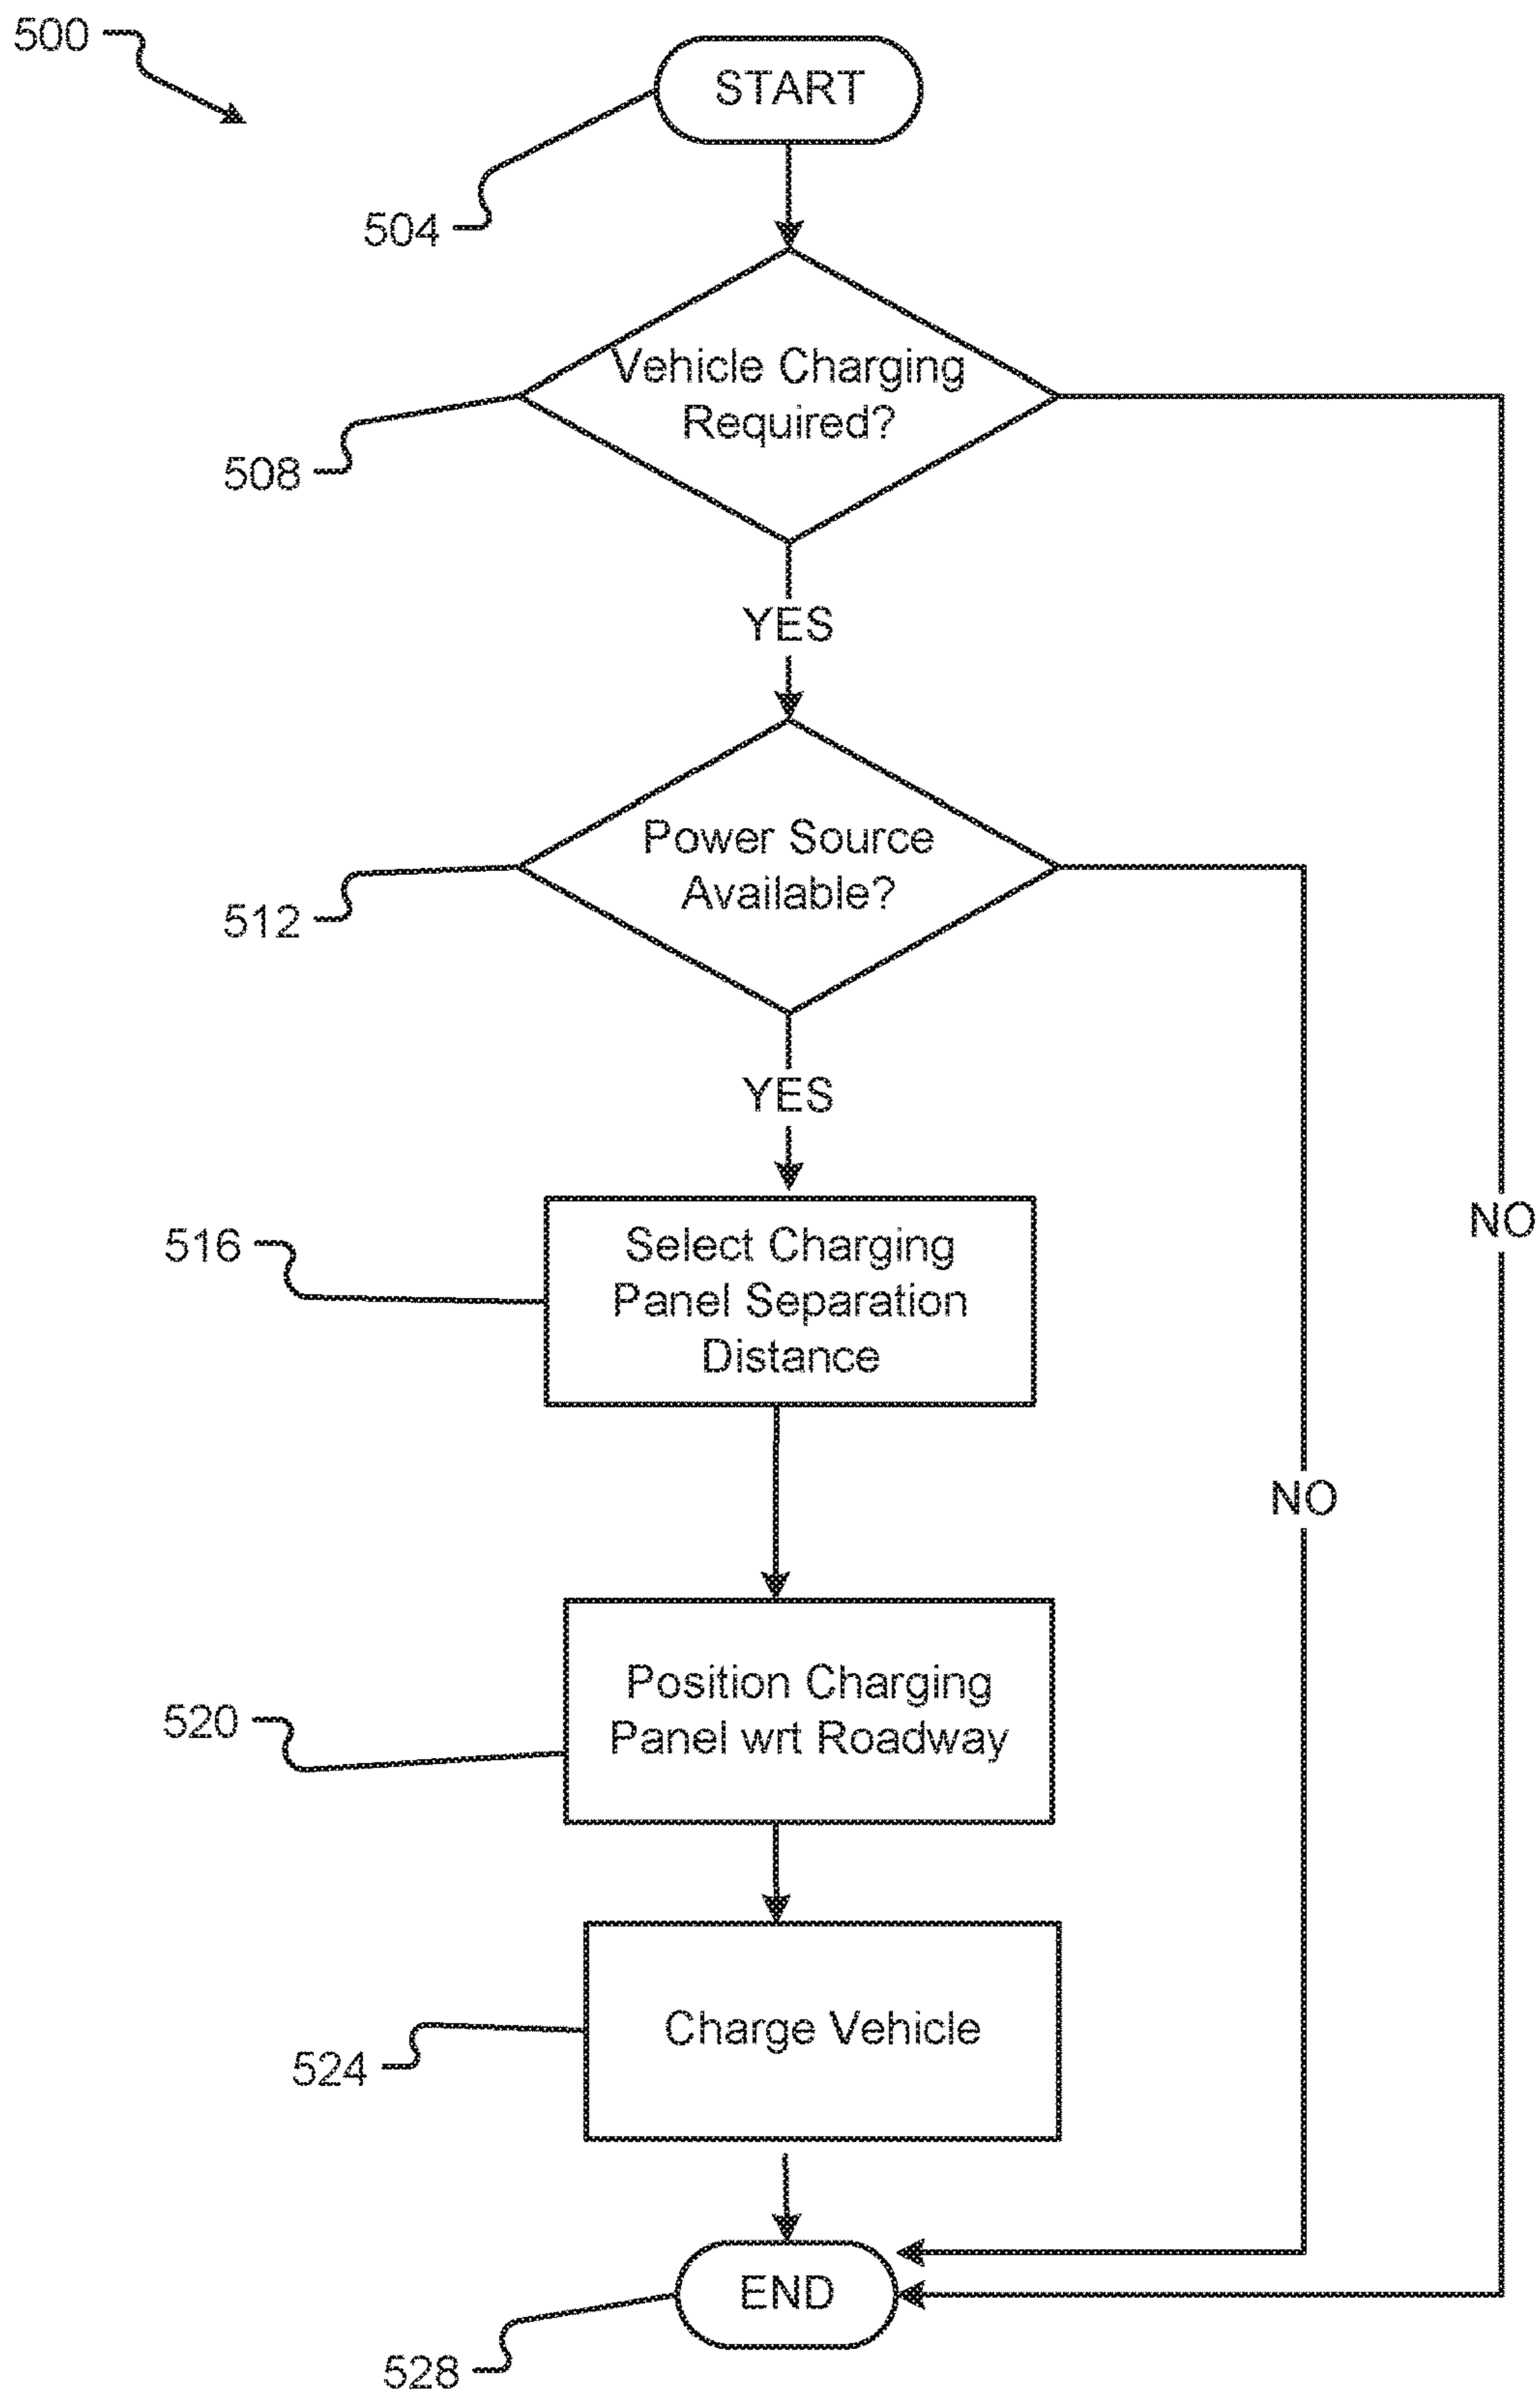 500
START
504
Vehicle Charging
Required?
508
YES
Power Source
Available?
512
YES
516
Select Charging
Panel Separation
Distance
NO
NO
520
Position Charging
Panel wrt Roadway
524
Charge Vehicle
END
528